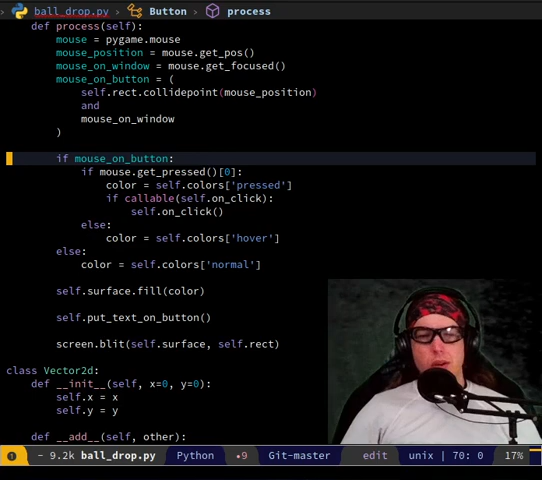 ball_drop.py > Button > process
def process(self):
mouse = pygame.mouse
mouse_position = mouse.get_pos()
mouse_on_window = mouse.get_focused()
mouse_on_button = (
self.rect.collidepoint(mouse_position)
and
mouse_on_window
)
if mouse_on_button:
if mouse.get_pressed()[0]:
color = self.colors['pressed']
if callable(self.on_click):
self.on_click()
else:
color = self.colors['hover']
else:
color = self.colors['normal']
self.surface.fill(color)
self.put_text_on_button()
screen.blit(self.surface, self.rect)
class Vector2d:
def __init__(self, x=0, y=0):
self.x = x
self.y = y
def __add__(self, other):
- 9.2k ball_drop.py Python •9 Git-master edit unix | 70: 0 17%